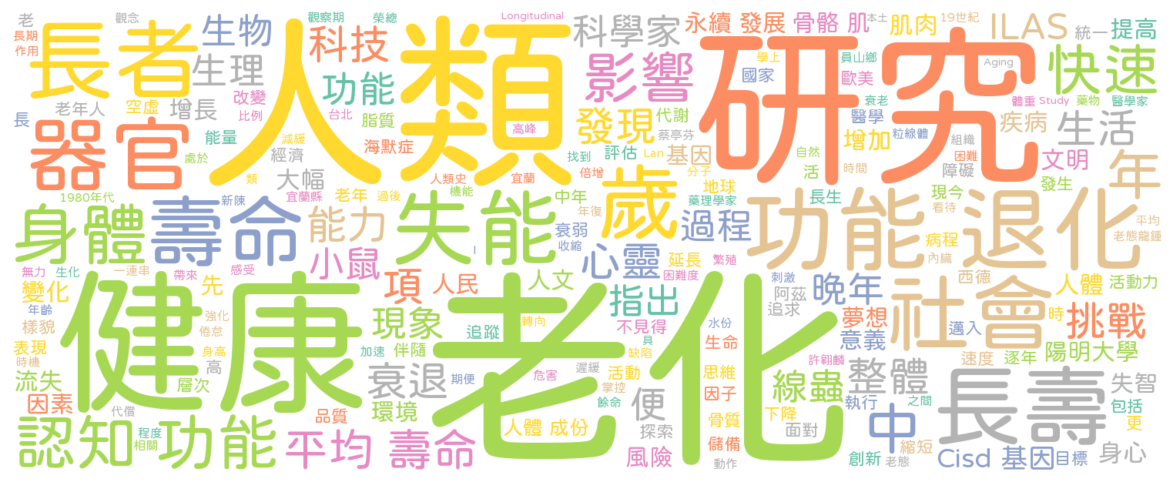 老 觀念 觀察期 榮總 Longitudinal 19世紀
長期 作用 長者 生物 人類 科技 科學家 永續 發展 骨骼 肌 本土 肌肉 ILAS 統一 提高
生理 功能 影響 研究 學上 員山鄉 Aging 快速
老年人 空虛 增長 改變 比例 脂質 台北 發現 代謝 國家 歐美 體重 Study 藥物 醫學家
長 器官 能量 減緩 海默症 高峰 蔡亭芬 醫學 衰老 粒線體 疾病 生活
處於 經濟 找到 評估 Lan 基因 自然 增加 組織 困難 文明
類 大幅 人類史 宜蘭 倍增 分子 活 時間 障礙 年
1980年代 新陳 宜蘭縣 老年 過後 機能 中年 歲 地球 藥理學家 長生 現今 發生
身體 壽命 能力 失能 年復 衰弱 過程 功能 退化 看待 平均
小鼠 收縮 心靈 延長 繁殖 病程 內臟 老態龍鍾
無力 生化 一連串 帶來 感受 項 人民 人文 困難度 刺激 阿茲 晚年 西德 人體 活動力
變化 先 指出 追求 社會 邁入 時
年齡 強化 健康 老化 不見得 夢想 挑戰
樣貌 倦怠 現象 追蹤 轉向 具 水份 生命 意義
表現 身高 加速 伴隨 缺陷 許翱麟 速度 逐年 陽明大學
時機 高 衰退 危害 遲緩 活動 思維 線蟲 整體 長壽 失智
流失 層次 期便 掌控 因子 執行 之間 包括
因素 代償 品質 環境 餘命 便 骨質 下降 中 更
認知 功能 程度 相關 平均 壽命 人體 成份 探索 儲備 面對 縮短
風險 動作 創新 老態 Cisd 基因 目標 身心